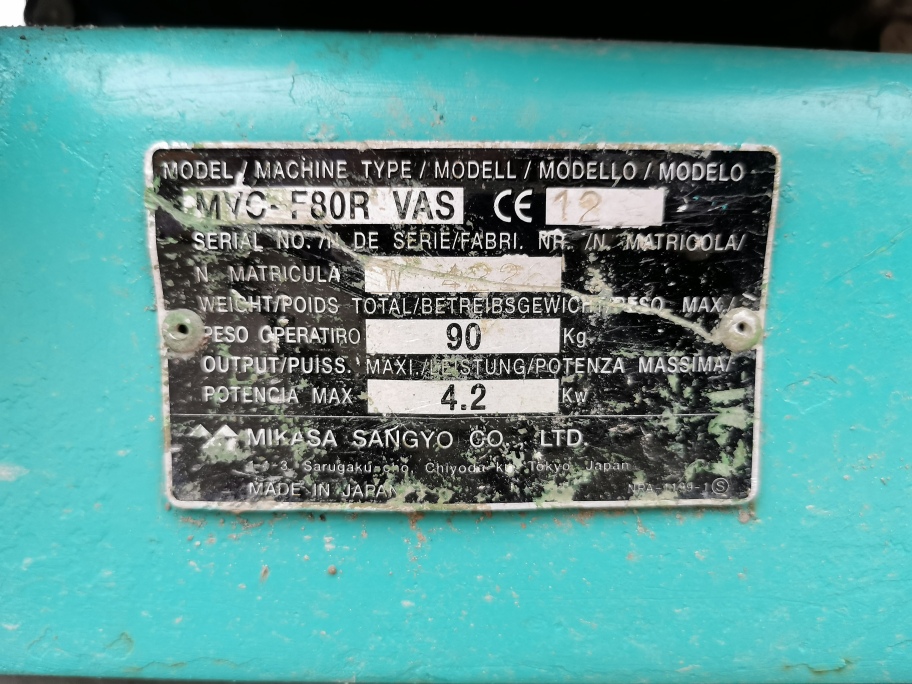 MODEL / MACHINE TYPE / MODELL / MODELLO / MODELO
MVC-F80R VAS CE 12
SERIAL NO. /N DE SERIE/FABRI. NR. /N. MATRICOLA/
N. MATRICULA W
WEIGHT/POIDS TOTAL/BETREIBSGEWICHT/PESO MAX./
PESO OPERATIRO 90 Kg
OUTPUT/PUISS. MAXI./LEISTUNG/POTENZA MASSIMA/
POTENCIA MAX 4.2 Kw
MIKASA SANGYO CO., LTD.
Sarugaku-cho, Chiyoda-ku, Tokyo, Japan
MADE IN JAPAN